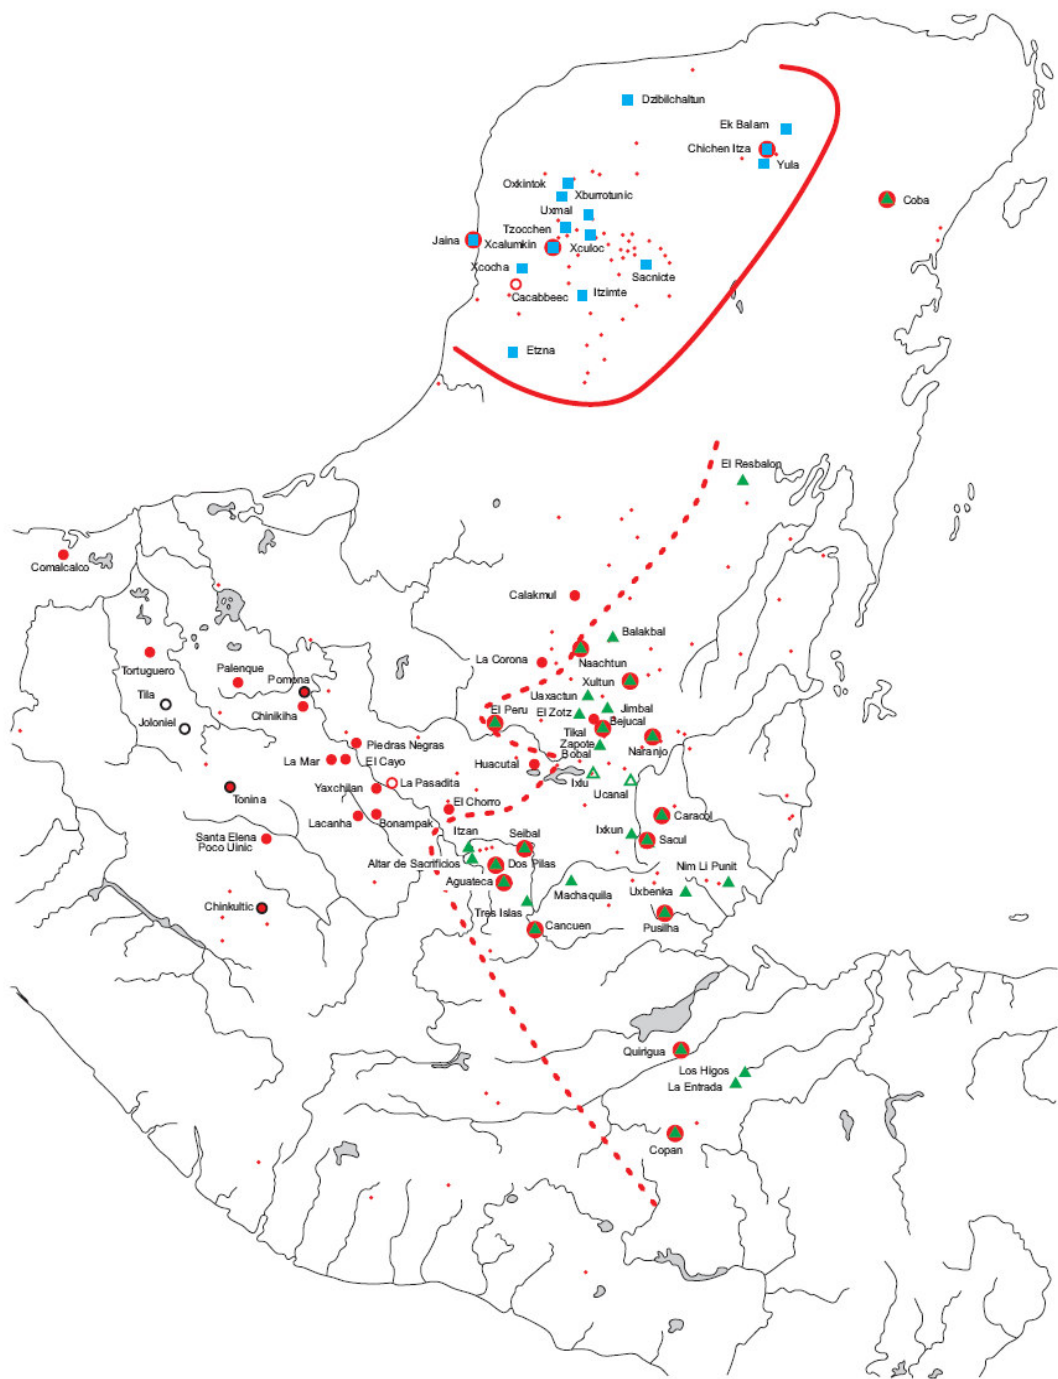 Dzibilchaltun
Ek Balam
Chichen Itza
Yula
Oxkintok
Xburrotunic
Coba
Uxmal
Tzocchen
Jaina
Xcalumkin
Xculoc
Xcocha
Sacnicte
Cacabbeec
Itzimte
Etzna
El Resbalon
Comalcalco
Calakmul
Balakbal
Naachtun
La Corona
Tortuguero
Palenque
Pomona
Xultun
Tila
Uaxactun
El Peru
El Zotz
Jimbal
Chinikiha
Joloniel
Bejucal
Tikal
Naranjo
Piedras Negras
Zapote
Bobal
La Mar
El Cayo
Huacutal
Ixlu
Yaxchilan
La Pasadita
Ucanal
Tonina
El Chorro
Caracol
Lacanha
Bonampak
Itzan
Seibal
Ixkun
Sacul
Santa Elena
Poco Uinic
Altar de Sacrificios
Dos Pilas
Nim Li Punit
Aguateca
Machaquila
Uxbenka
Chinkultic
Tres Islas
Cancuen
Pusilha
Quirigua
Los Higos
La Entrada
Copan